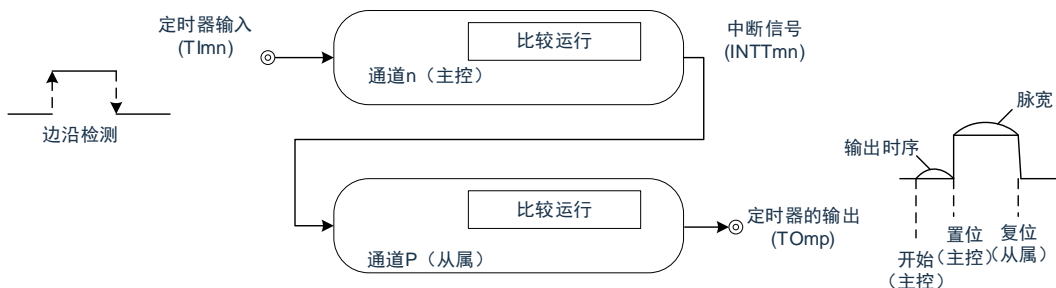 定时器输入
(TImn)
比较运行
通道n（主控）
中断信号
(INTTmn)
边沿检测
脉宽
输出时序
比较运行
通道P（从属）
定时器的输出
(TOmp)
开始
（主控）
置位
（主控）
复位
（从属）